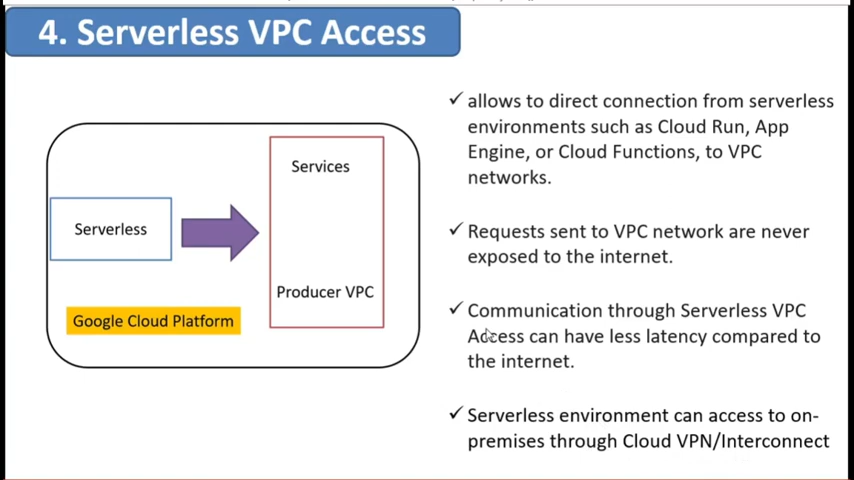 4. Serverless VPC Access
Services
Serverless
Producer VPC
Google Cloud Platform
✓ allows to direct connection from serverless
environments such as Cloud Run, App
Engine, or Cloud Functions, to VPC
networks.
✓ Requests sent to VPC network are never
exposed to the internet.
✓ Communication through Serverless VPC
Access can have less latency compared to
the internet.
✓ Serverless environment can access to on-
premises through Cloud VPN/Interconnect